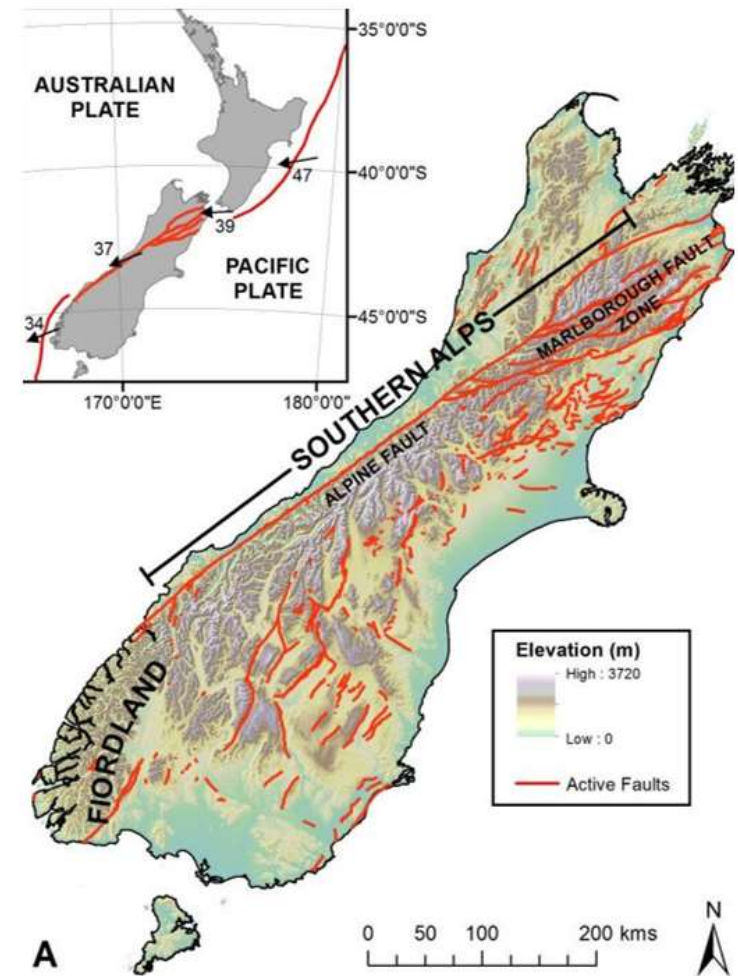 35°0'0"S
AUSTRALIAN
PLATE
40°0'0"S
47
39
37
PACIFIC
PLATE
34
45°0'0"S
170°0'0"E
180°0'0"
MARLBOROUGH FAULT
ZONE
SOUTHERN ALPS
ALPINE FAULT
FIORDLAND
Elevation (m)
High : 3720
Low : 0
Active Faults
A
0 50 100 200 kms
N